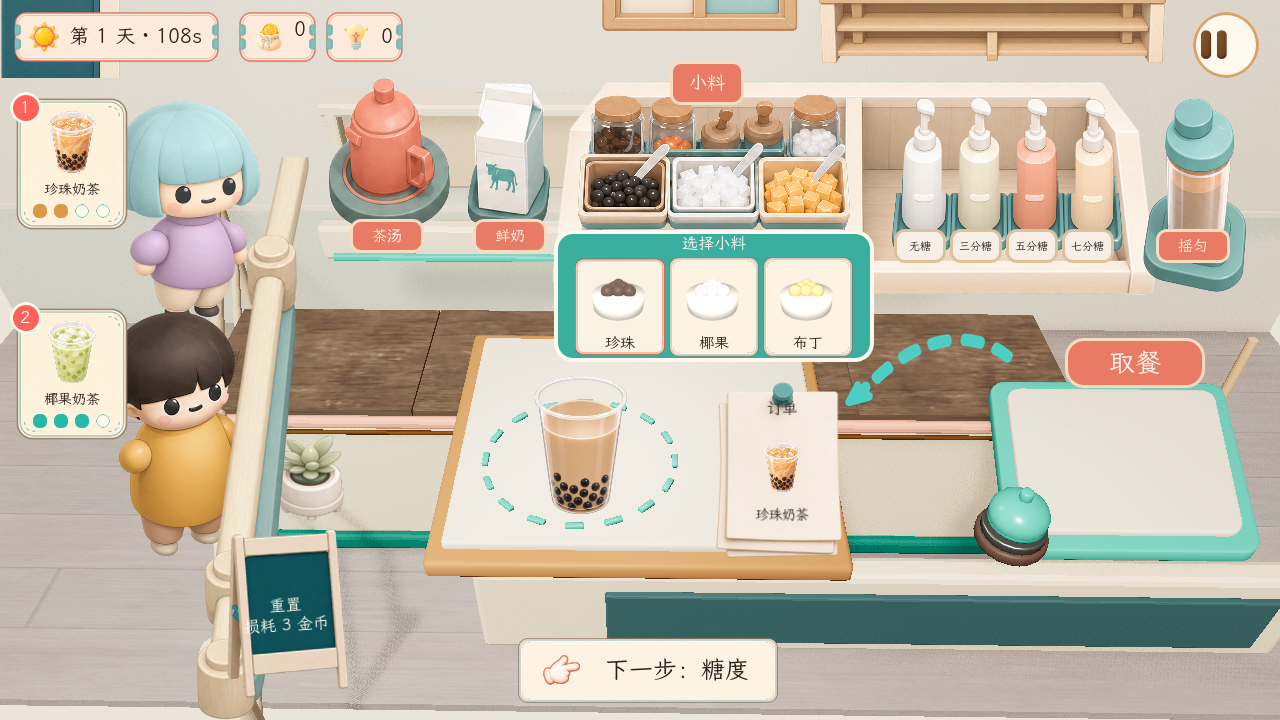 第 1 天·108s
0
0
1
珍珠奶茶
2
椰果奶茶
茶汤
鲜奶
小料
无糖
三分糖
五分糖
七分糖
摇匀
选择小料
珍珠
椰果
布丁
取餐
订单
珍珠奶茶
重置
损耗 3 金币
下一步: 糖度